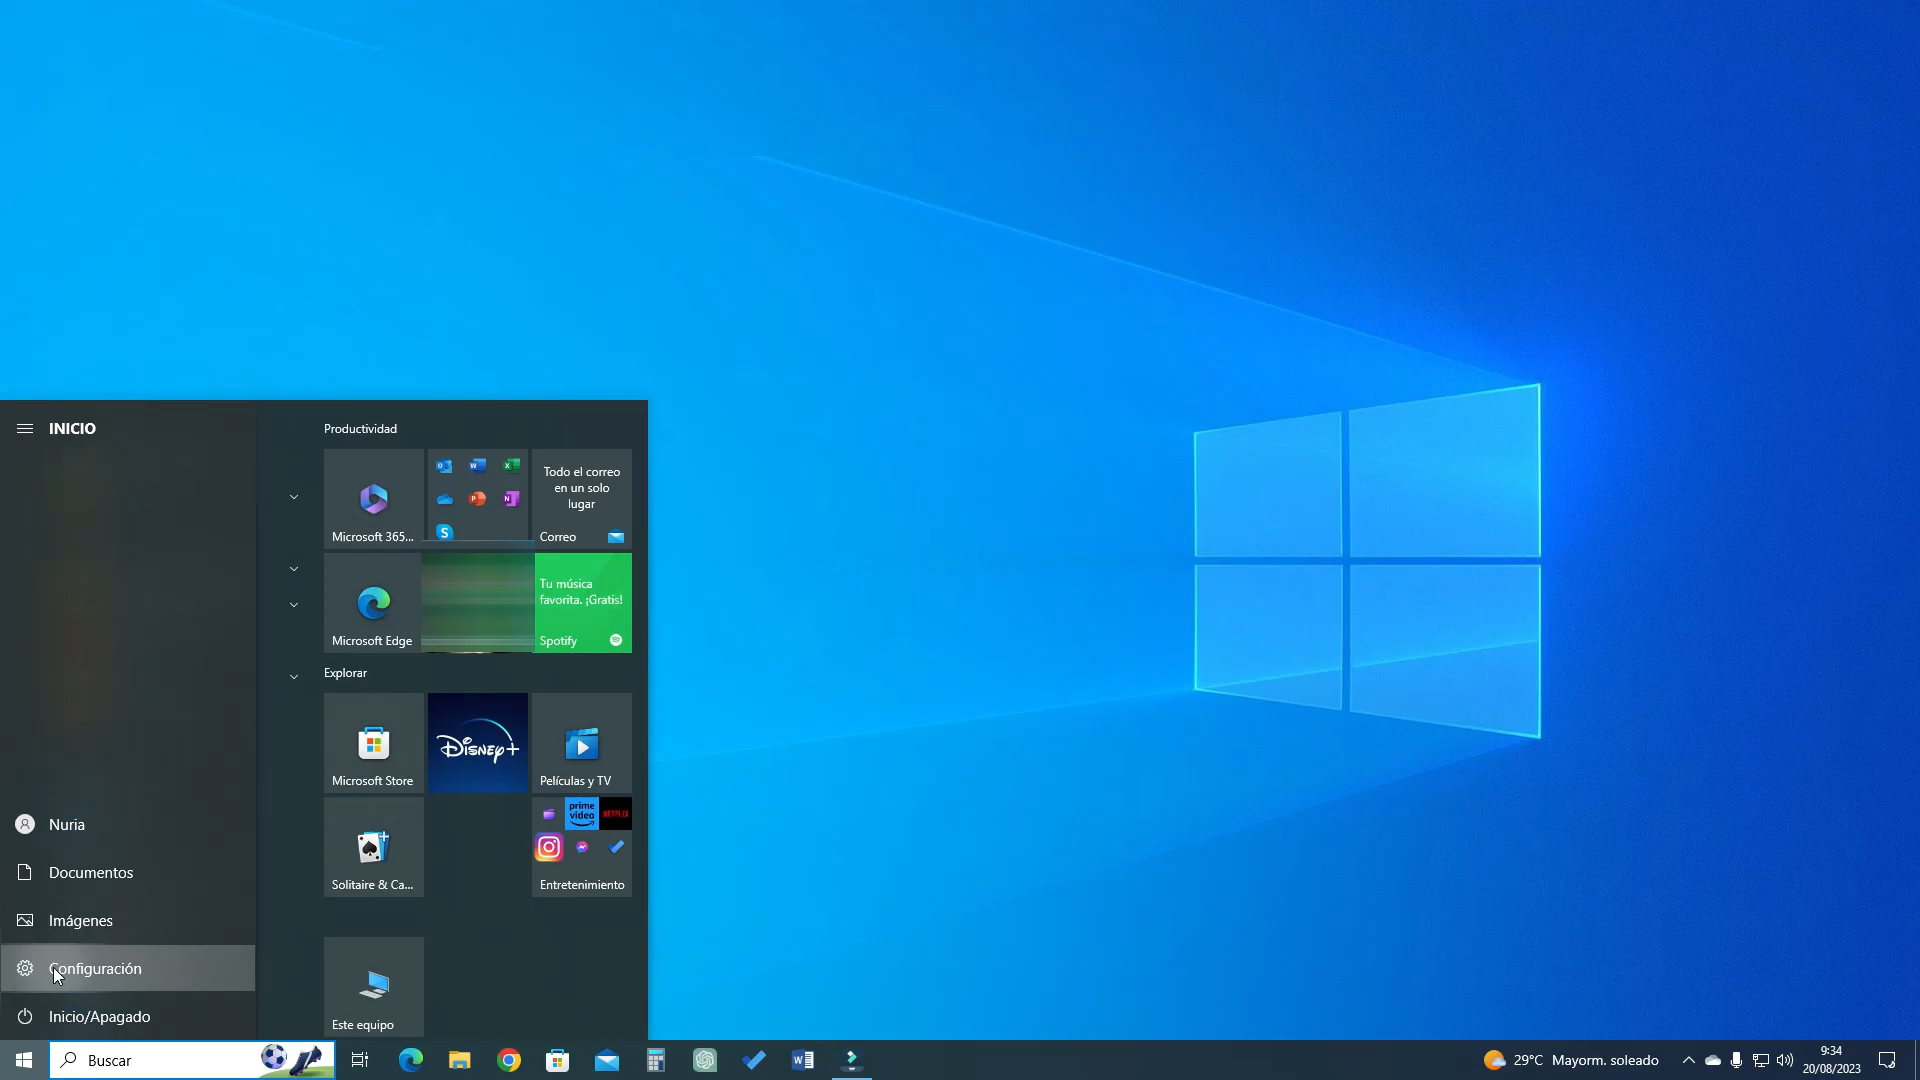 INICIO
Productividad
Todo el correo
en un solo
lugar
Microsoft 365...
Correo
Tu música
favorita. ¡Gratis!
Microsoft Edge
Spotify
Explorar
Disney+
Microsoft Store
Películas y TV
prime
video
NETFLIX
Solitaire & Ca...
Entretenimiento
Nuria
Documentos
Imágenes
Configuración
Inicio/Apagado
Este equipo
Buscar
29°C Mayorm. soleado
9:34
20/08/2023